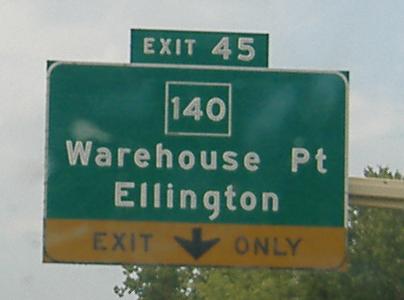 EXIT 45
140
Warehouse Pt
Ellington
EXIT ONLY